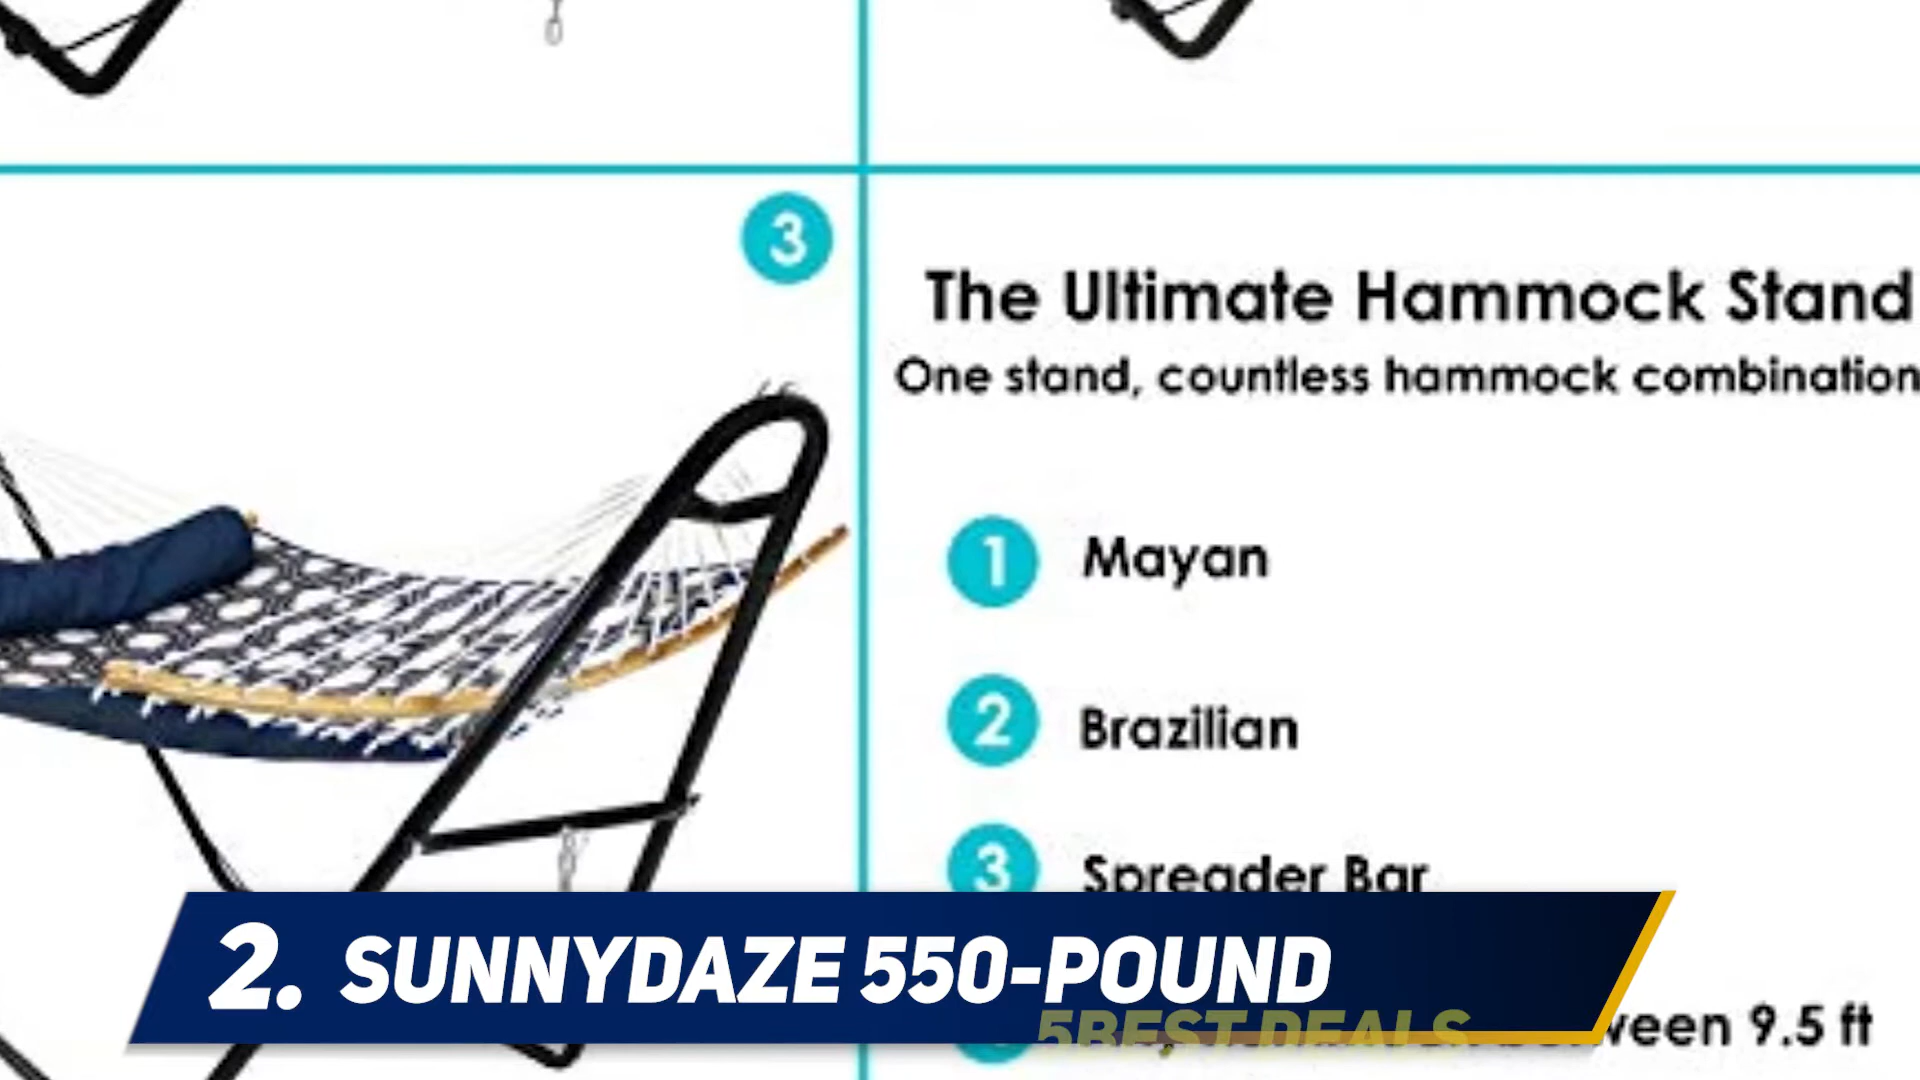 3
The Ultimate Hammock Stand
One stand, countless hammock combination
1 Mayan
2 Brazilian
3 Spreader Bar
2. SUNNYDAZE 550-POUND
5BEST DEALS
9.5 ft